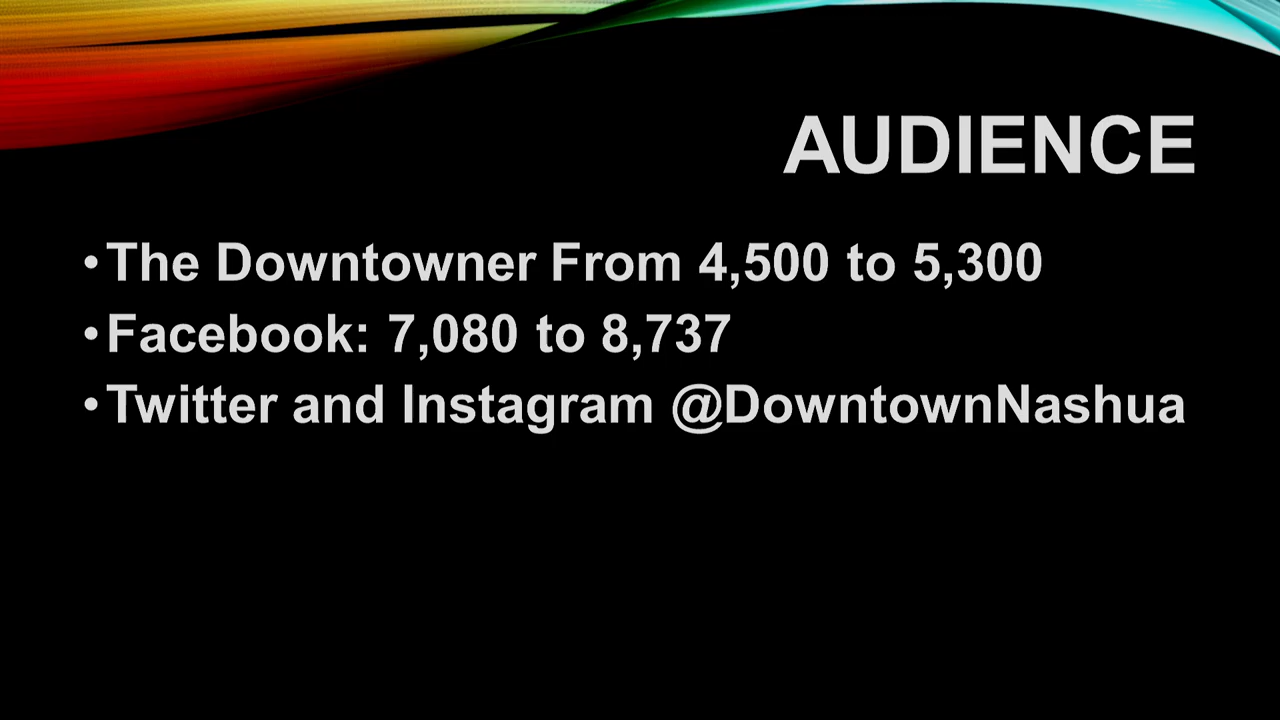 AUDIENCE
•The Downtowner From 4,500 to 5,300
•Facebook: 7,080 to 8,737
•Twitter and Instagram @DowntownNashua